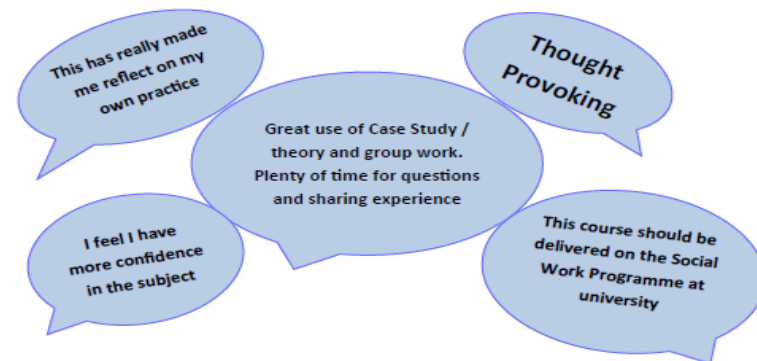 This has really made
me reflect on my
own practice
Thought
Provoking
Great use of Case Study /
theory and group work.
Plenty of time for questions
and sharing experience
I feel I have
more confidence
in the subject
This course should be
delivered on the Social
Work Programme at
university